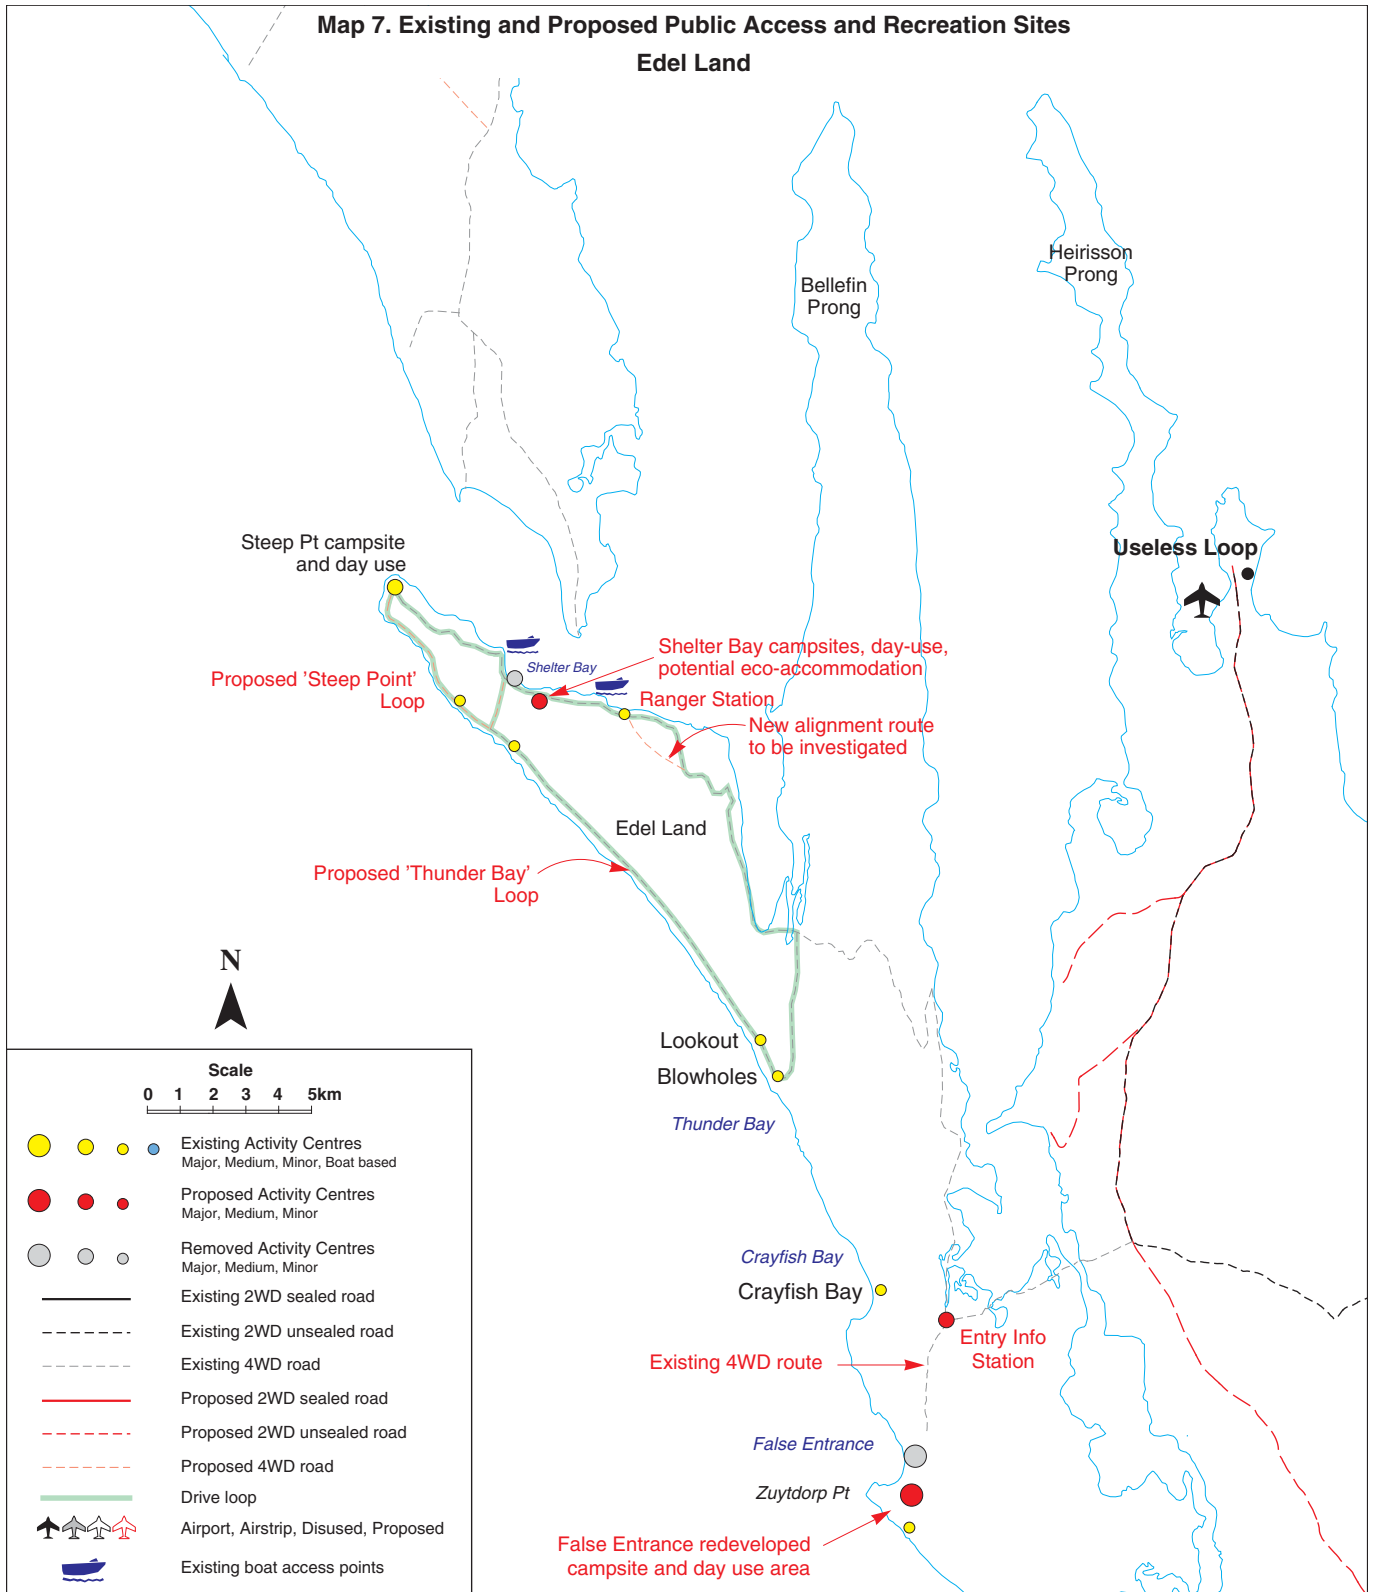 Map 7. Existing and Proposed Public Access and Recreation Sites
Edel Land
Heirisson
Prong
Bellefin
Prong
Steep Pt campsite
and day use
Useless Loop
Shelter Bay
Shelter Bay campsites, day-use,
potential eco-accommodation
Proposed 'Steep Point'
Loop
Ranger Station
New alignment route
to be investigated
Edel Land
Proposed 'Thunder Bay'
Loop
N
Lookout
Blowholes
Thunder Bay
Crayfish Bay
Crayfish Bay
Entry Info
Station
Existing 4WD route
False Entrance
Zuytdorp Pt
False Entrance redeveloped
campsite and day use area
Scale
0 1 2 3 4 5km
Existing Activity Centres
Major, Medium, Minor, Boat based
Proposed Activity Centres
Major, Medium, Minor
Removed Activity Centres
Major, Medium, Minor
Existing 2WD sealed road
Existing 2WD unsealed road
Existing 4WD road
Proposed 2WD sealed road
Proposed 2WD unsealed road
Proposed 4WD road
Drive loop
Airport, Airstrip, Disused, Proposed
Existing boat access points